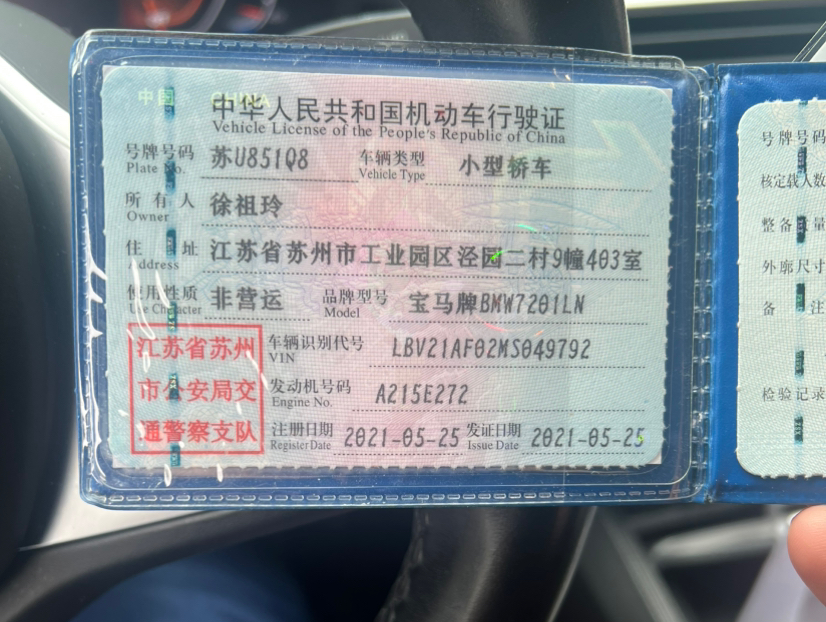 中国 CHINA
中华人民共和国机动车行驶证
Vehicle License of the People's Republic of China
号牌号码 苏U851Q8 车辆类型 小型轿车
Plate No. Vehicle Type
所有人 徐祖玲
Owner
住址 江苏省苏州市工业园区泾园二村9幢403室
Address
使用性质 非营运 品牌型号 宝马牌BMW7201LN
Use Character Model
江苏省苏州
市公安局交
通警察支队
车辆识别代号 LBV21AF02MS049792
VIN
发动机号码 A215E272
Engine No.
注册日期 2021-05-25 发证日期 2021-05-25
Register Date Issue Date
号牌号码
核定载人数
整备质量
外廓尺寸
备注
检验记录